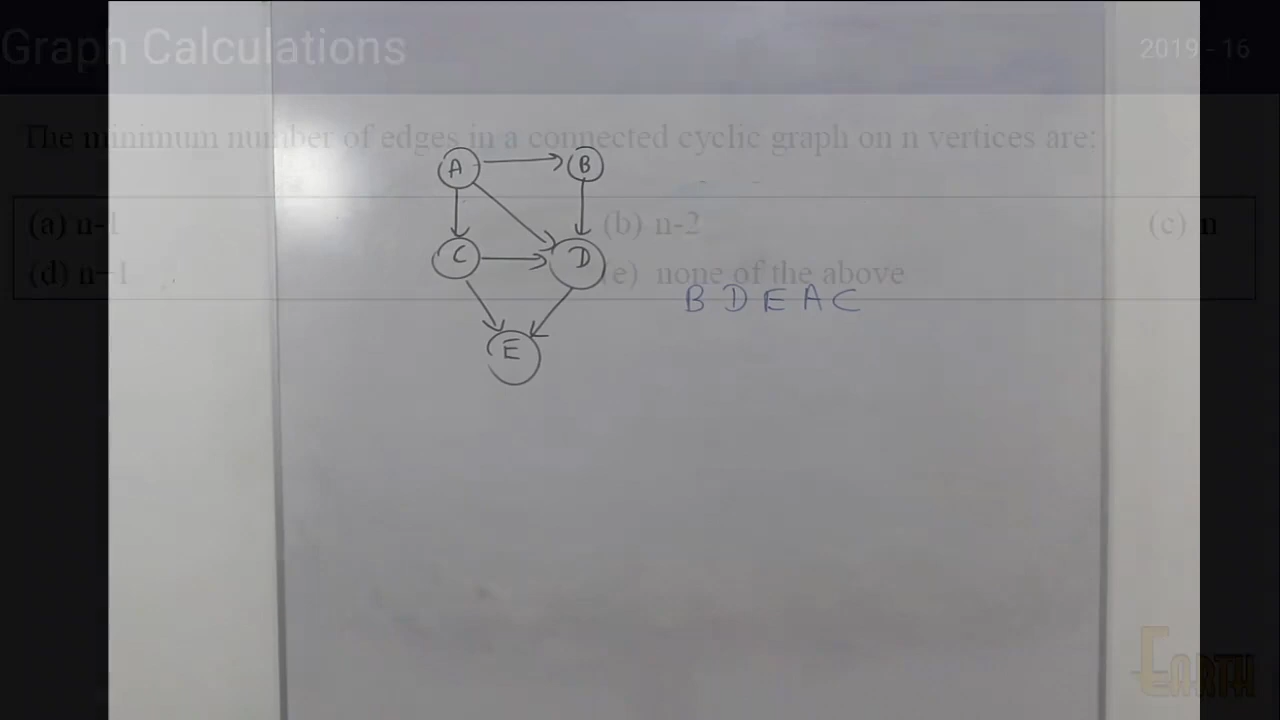 Graph Calculations
2019 - 16
The minimum number of edges in a connected cyclic graph on n vertices are:
(a) n-1 (b) n-2 (c) n
(d) n+1 (e) none of the above
A B
C D
E
B D E A C
EARTH